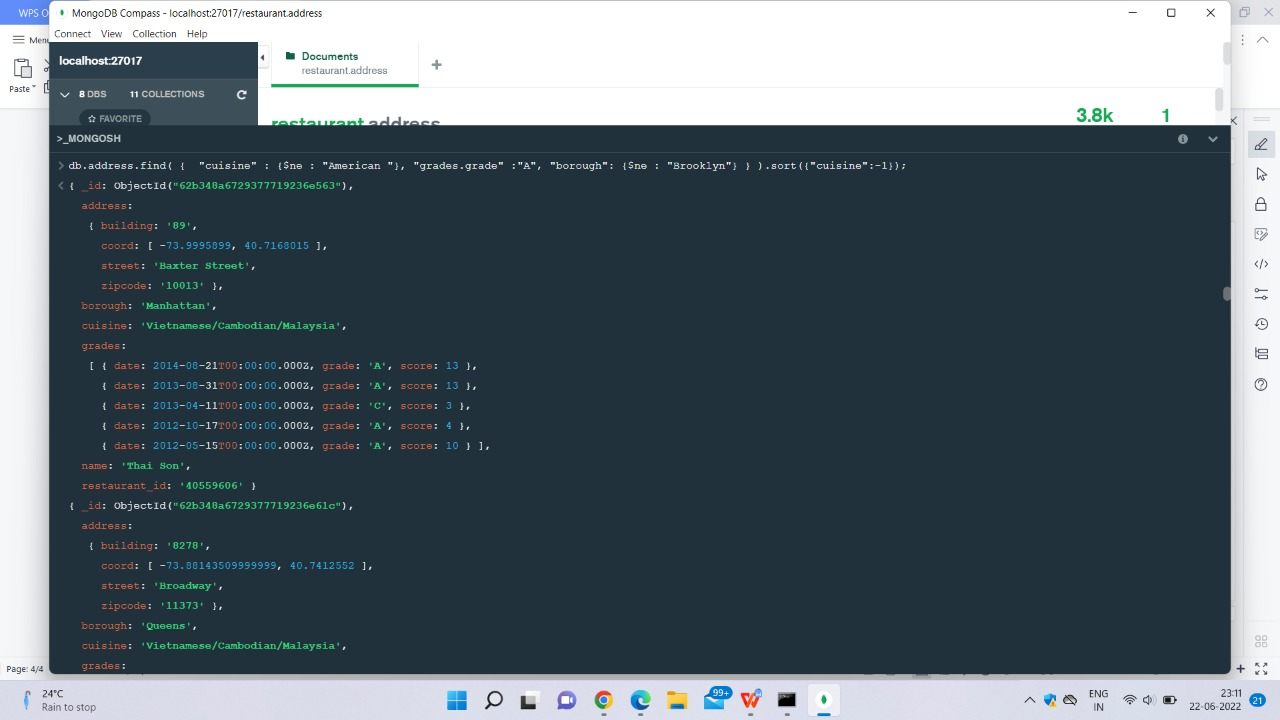 WPS O
MongoDB Compass - localhost:27017/restaurant.address
Connect View Collection Help
Menu
localhost:27017
Documents
restaurant.address
Paste
8 DBS 11 COLLECTIONS
FAVORITE
restaurant.address
3.8k 1
>_MONGOSH
db.address.find( {  "cuisine" : {$ne : "American "}, "grades.grade" :"A", "borough": {$ne : "Brooklyn"} } ).sort({"cuisine":-1});
{ _id: ObjectId("62b348a6729377719236e563"),
address:
{ building: '89',
coord: [ -73.9995899, 40.7168015 ],
street: 'Baxter Street',
zipcode: '10013' },
borough: 'Manhattan',
cuisine: 'Vietnamese/Cambodian/Malaysia',
grades:
[ { date: 2014-08-21T00:00:00.000Z, grade: 'A', score: 13 },
{ date: 2013-08-31T00:00:00.000Z, grade: 'A', score: 13 },
{ date: 2013-04-11T00:00:00.000Z, grade: 'C', score: 3 },
{ date: 2012-10-17T00:00:00.000Z, grade: 'A', score: 4 },
{ date: 2012-05-15T00:00:00.000Z, grade: 'A', score: 10 } ],
name: 'Thai Son',
restaurant_id: '40559606' }
{ _id: ObjectId("62b348a6729377719236e61c"),
address:
{ building: '8278',
coord: [ -73.88143509999999, 40.7412552 ],
street: 'Broadway',
zipcode: '11373' },
borough: 'Queens',
cuisine: 'Vietnamese/Cambodian/Malaysia',
grades:
Page: 4/4
24°C
Rain to stop
99+
ENG
IN
23:11
22-06-2022
21